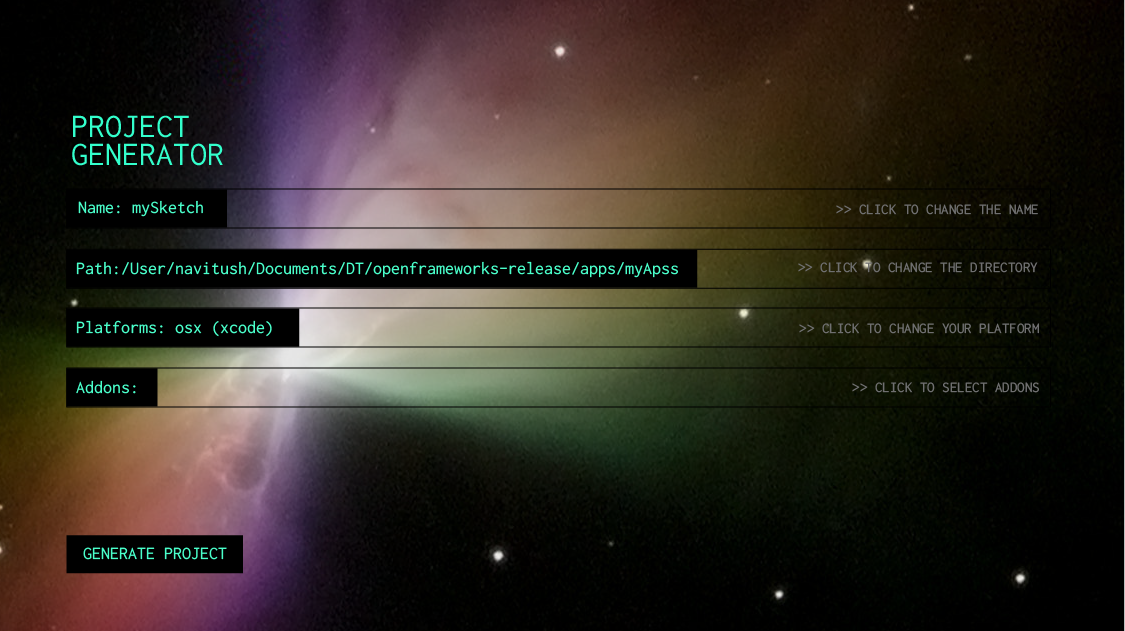 PROJECT
GENERATOR
Name: mySketch >> CLICK TO CHANGE THE NAME
Path:/User/navitush/Documents/DT/openframeworks-release/apps/myApss >> CLICK TO CHANGE THE DIRECTORY
Platforms: osx (xcode) >> CLICK TO CHANGE YOUR PLATFORM
Addons: >> CLICK TO SELECT ADDONS
GENERATE PROJECT